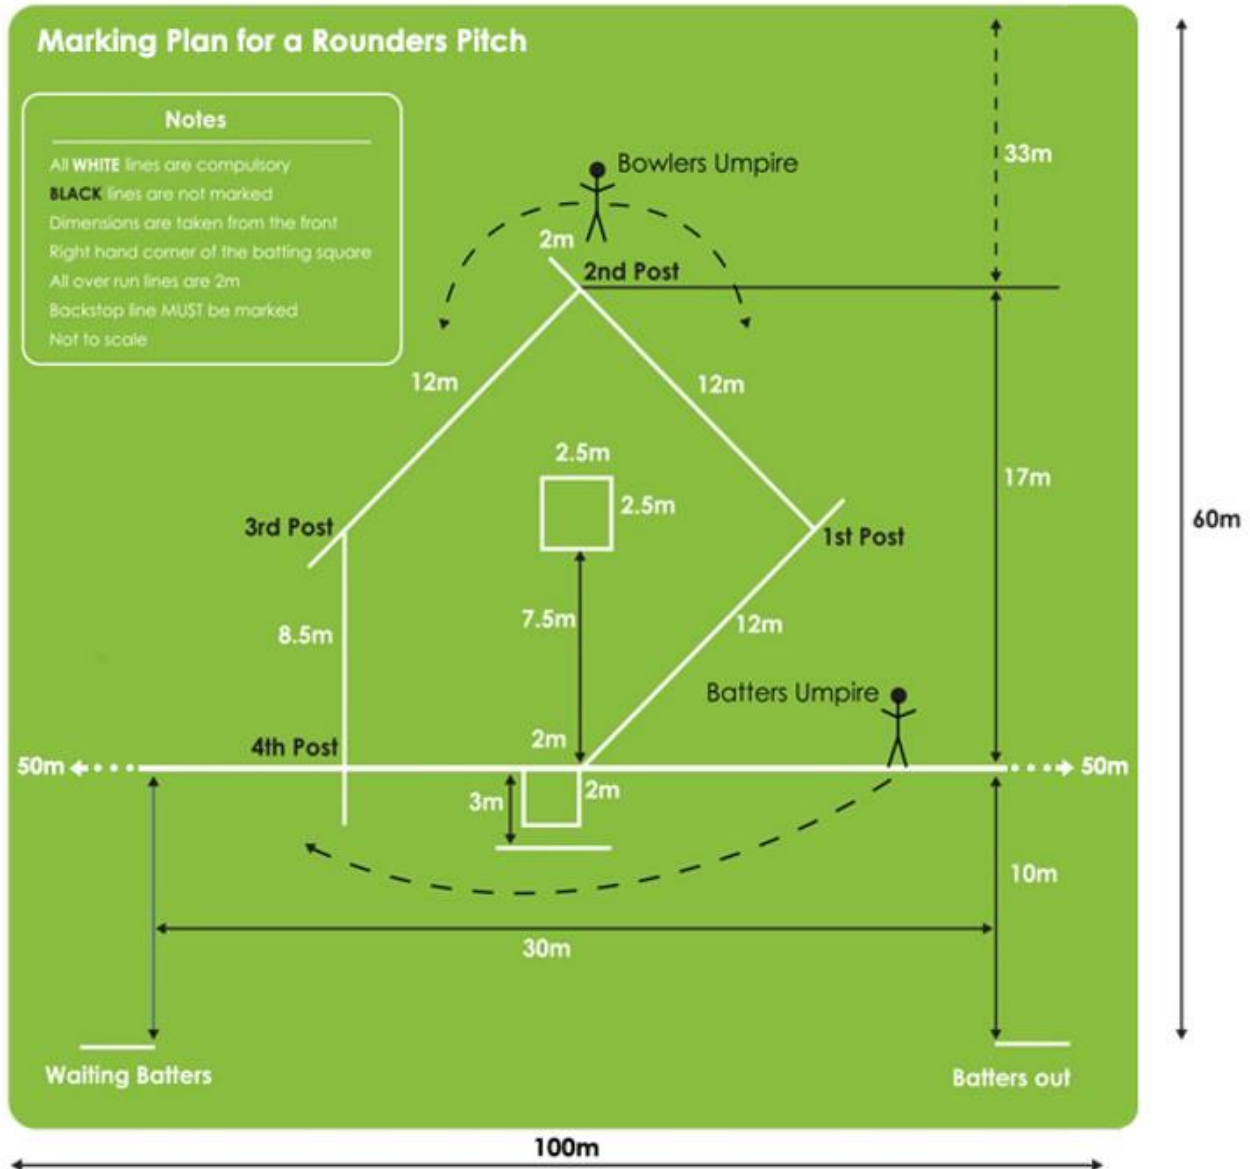 Marking Plan for a Rounders Pitch
Notes
All WHITE lines are compulsory
BLACK lines are not marked
Dimensions are taken from the front
Right hand corner of the batting square
All over run lines are 2m
Backstop line MUST be marked
Not to scale
33m
Bowlers Umpire
2m
2nd Post
12m
12m
2.5m
2.5m
17m
60m
3rd Post
1st Post
7.5m
8.5m
12m
Batters Umpire
2m
4th Post
50m
50m
2m
3m
10m
30m
Waiting Batters
Batters out
100m